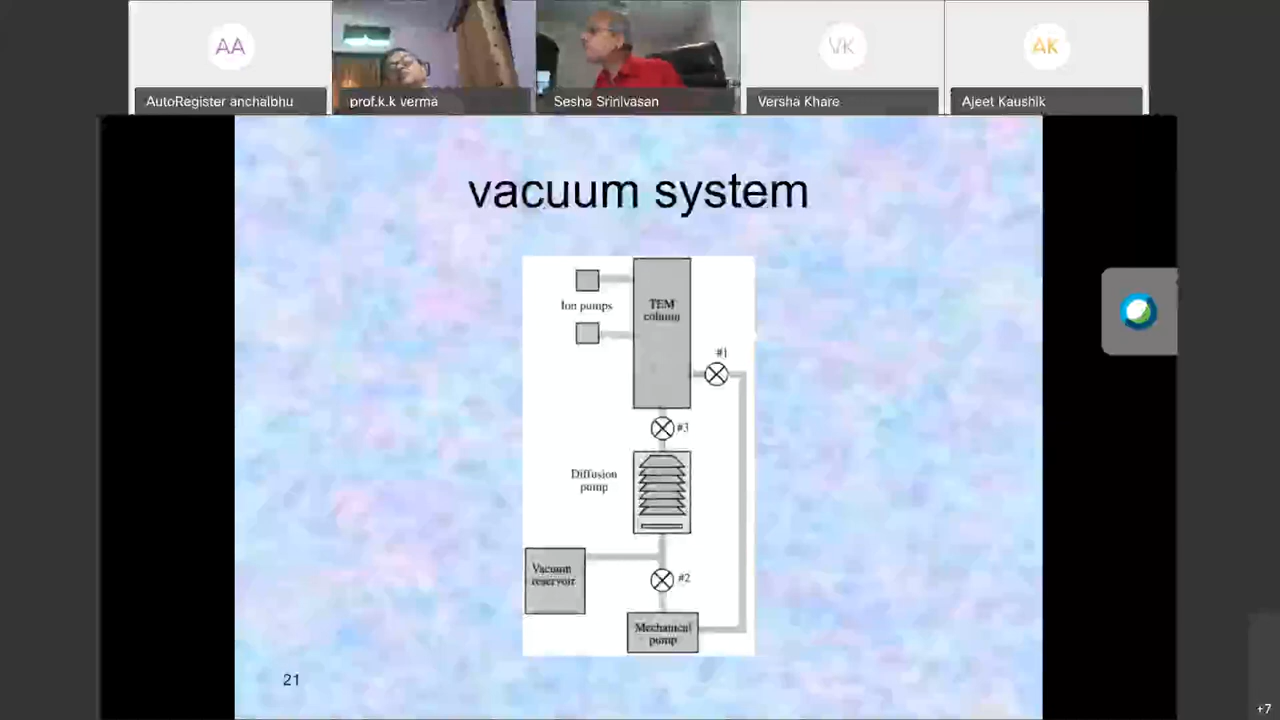 AA
VK
AK
AutoRegister anchalbhu
prof.k.k verma
Sesha Srinivasan
Versha Khare
Ajeet Kaushik
vacuum system
Ion pumps
TEM
column
#1
#3
Diffusion
pump
Vacuum
reservoir
#2
Mechanical
pump
21
+7